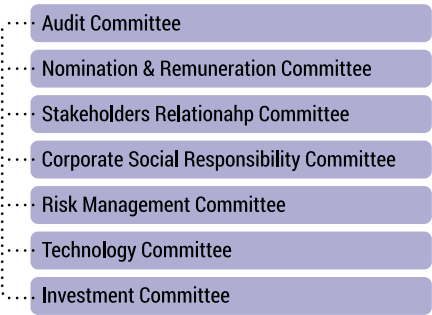 Audit Committee
Nomination & Remuneration Committee
Stakeholders Relationahp Committee
Corporate Social Responsibility Committee
Risk Management Committee
Technology Committee
Investment Committee